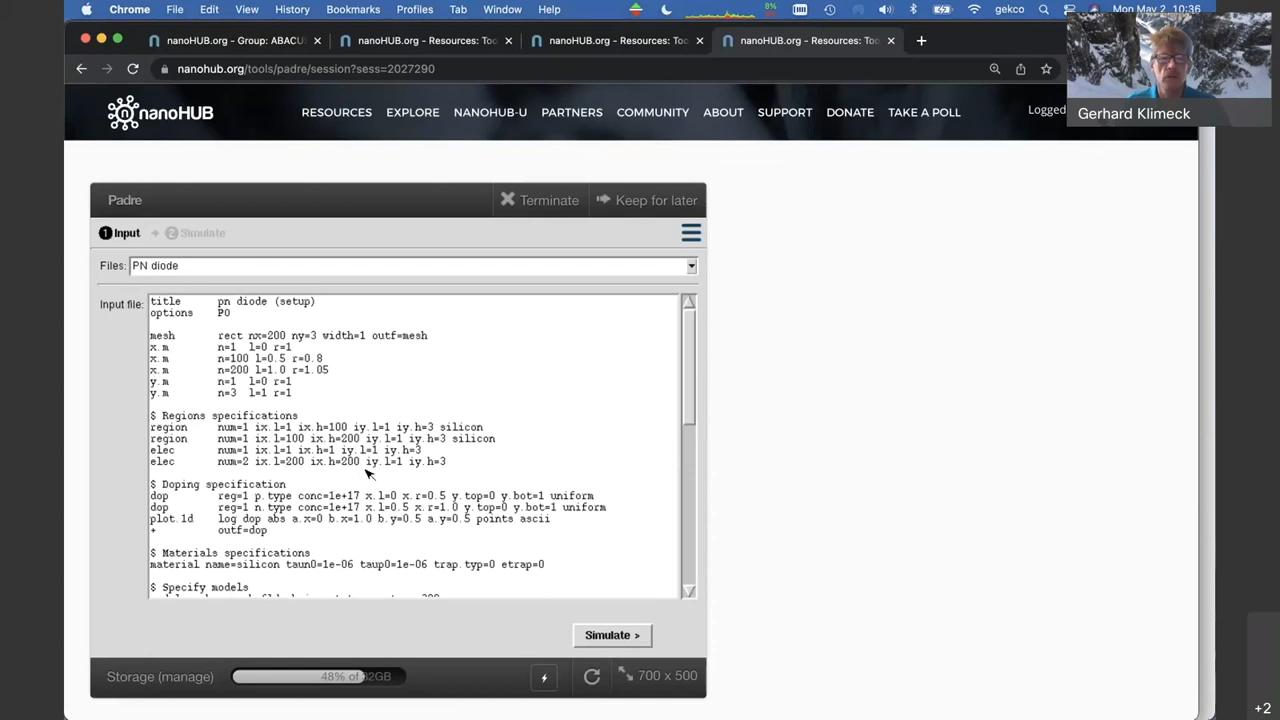 Chrome File Edit View History Bookmarks Profiles Tab Window Help 8% gekco Mon May 2 10:36
nanoHUB.org - Group: ABACU × nanoHUB.org - Resources: Too × nanoHUB.org - Resources: Too × nanoHUB.org - Resources: Too ×
nanohub.org/tools/padre/session?sess=2027290
nanoHUB RESOURCES EXPLORE NANOHUB-U PARTNERS COMMUNITY ABOUT SUPPORT DONATE TAKE A POLL Logged
Gerhard Klimeck
Padre Terminate Keep for later
1 Input → 2 Simulate
Files: PN diode
Input file:
title pn diode (setup)
options PO
mesh rect nx=200 ny=3 width=1 outf=mesh
x.m n=1 l=0 r=1
x.m n=100 l=0.5 r=0.8
x.m n=200 l=1.0 r=1.05
y.m n=1 l=0 r=1
y.m n=3 l=1 r=1
$ Regions specifications
region num=1 ix.l=1 ix.h=100 iy.l=1 iy.h=3 silicon
region num=1 ix.l=100 ix.h=200 iy.l=1 iy.h=3 silicon
elec num=1 ix.l=1 ix.h=1 iy.l=1 iy.h=3
elec num=2 ix.l=200 ix.h=200 iy.l=1 iy.h=3
$ Doping specification
dop reg=1 p.type conc=1e+17 x.l=0 x.r=0.5 y.top=0 y.bot=1 uniform
dop reg=1 n.type conc=1e+17 x.l=0.5 x.r=1.0 y.top=0 y.bot=1 uniform
plot.1d log dop abs a.x=0 b.x=1.0 b.y=0.5 a.y=0.5 points ascii
+ outf=dop
$ Materials specifications
material name=silicon taun0=1e-06 taup0=1e-06 trap.typ=0 etrap=0
$ Specify models
Simulate >
Storage (manage) 48% of 32GB 700 x 500
+2